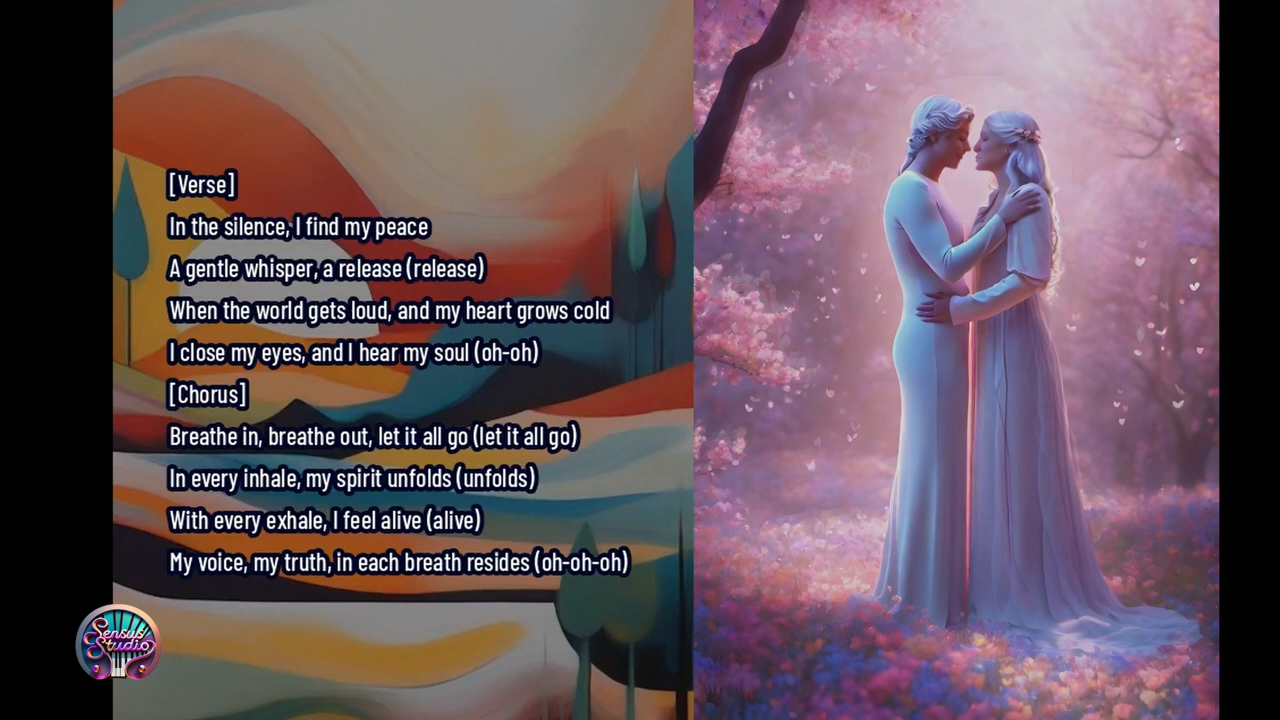 [Verse]
In the silence, I find my peace
A gentle whisper, a release (release)
When the world gets loud, and my heart grows cold
I close my eyes, and I hear my soul (oh-oh)
[Chorus]
Breathe in, breathe out, let it all go (let it all go)
In every inhale, my spirit unfolds (unfolds)
With every exhale, I feel alive (alive)
My voice, my truth, in each breath resides (oh-oh-oh)
Sensus
Studio